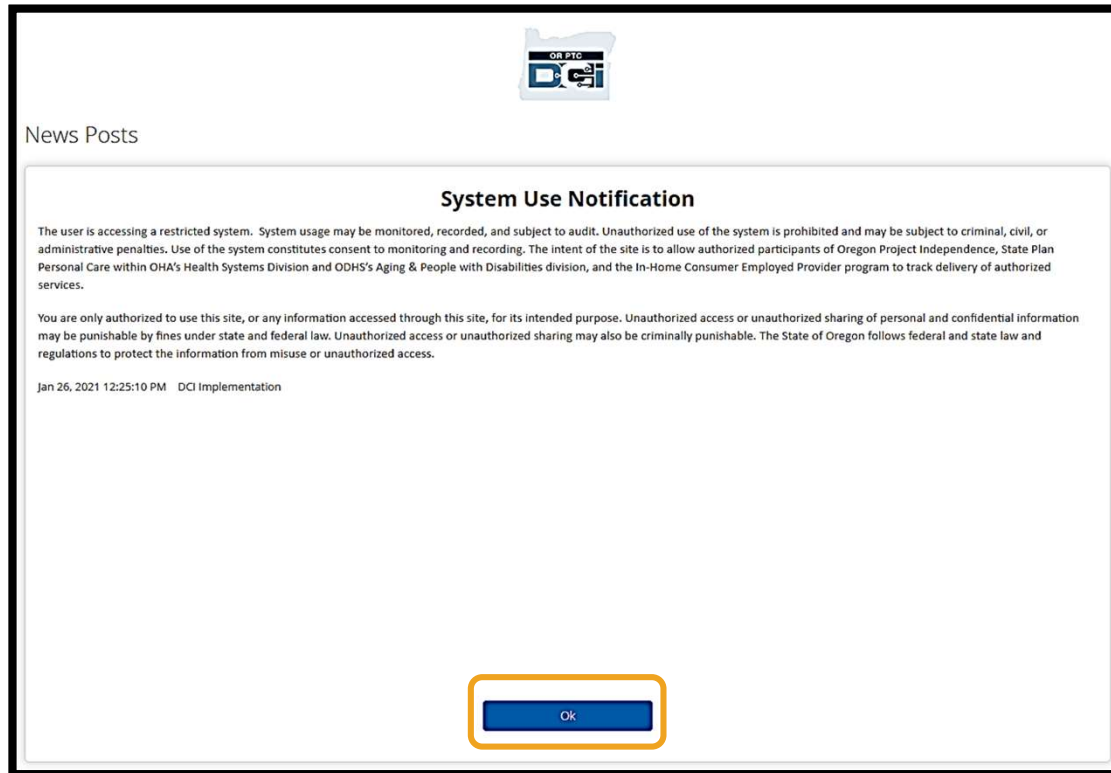 OR PTC
DCi
News Posts
System Use Notification
The user is accessing a restricted system. System usage may be monitored, recorded, and subject to audit. Unauthorized use of the system is prohibited and may be subject to criminal, civil, or
administrative penalties. Use of the system constitutes consent to monitoring and recording. The intent of the site is to allow authorized participants of Oregon Project Independence, State Plan
Personal Care within OHA's Health Systems Division and ODHS's Aging & People with Disabilities division, and the In-Home Consumer Employed Provider program to track delivery of authorized
services.
You are only authorized to use this site, or any information accessed through this site, for its intended purpose. Unauthorized access or unauthorized sharing of personal and confidential information
may be punishable by fines under state and federal law. Unauthorized access or unauthorized sharing may also be criminally punishable. The State of Oregon follows federal and state law and
regulations to protect the information from misuse or unauthorized access.
Jan 26, 2021 12:25:10 PM DCI Implementation
Ok